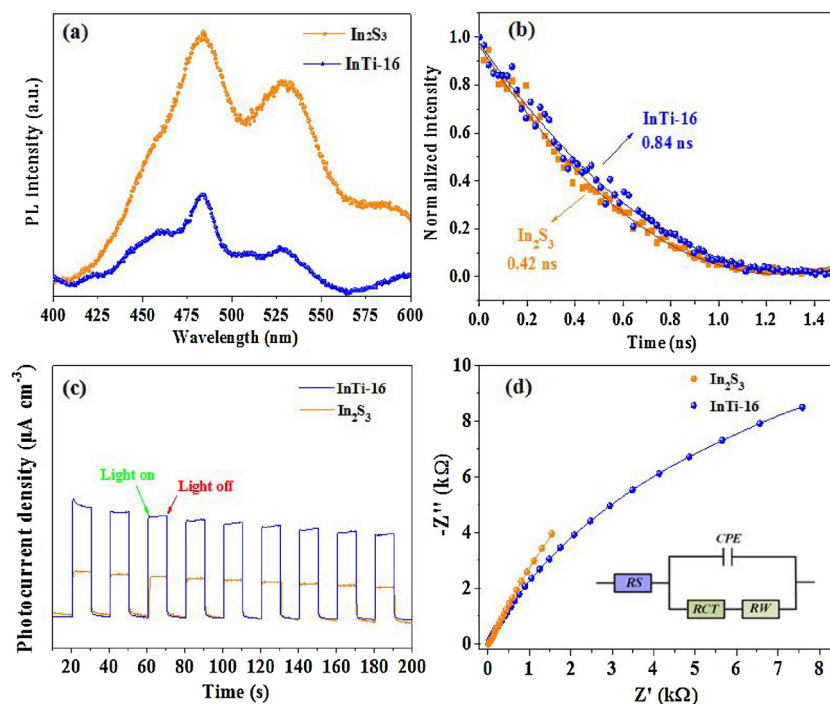 (a)
In2S3
InTi-16
PL Intensity (a.u.)
400 425 450 475 500 525 550 575 600
Wavelength (nm)
(b)
1.0
0.8
0.6
0.4
0.2
0.0
InTi-16
0.84 ns
In2S3
0.42 ns
Normalized Intensity
0.0 0.2 0.4 0.6 0.8 1.0 1.2 1.4
Time (ns)
(c)
InTi-16
In2S3
Light on
Light off
Photocurrent density (μA cm-3)
20 40 60 80 100 120 140 160 180 200
Time (s)
(d)
In2S3
InTi-16
-10
-8
-6
-4
-2
0
-Z'' (kΩ)
CPE
RS
RCT
RW
0 1 2 3 4 5 6 7 8
Z' (kΩ)